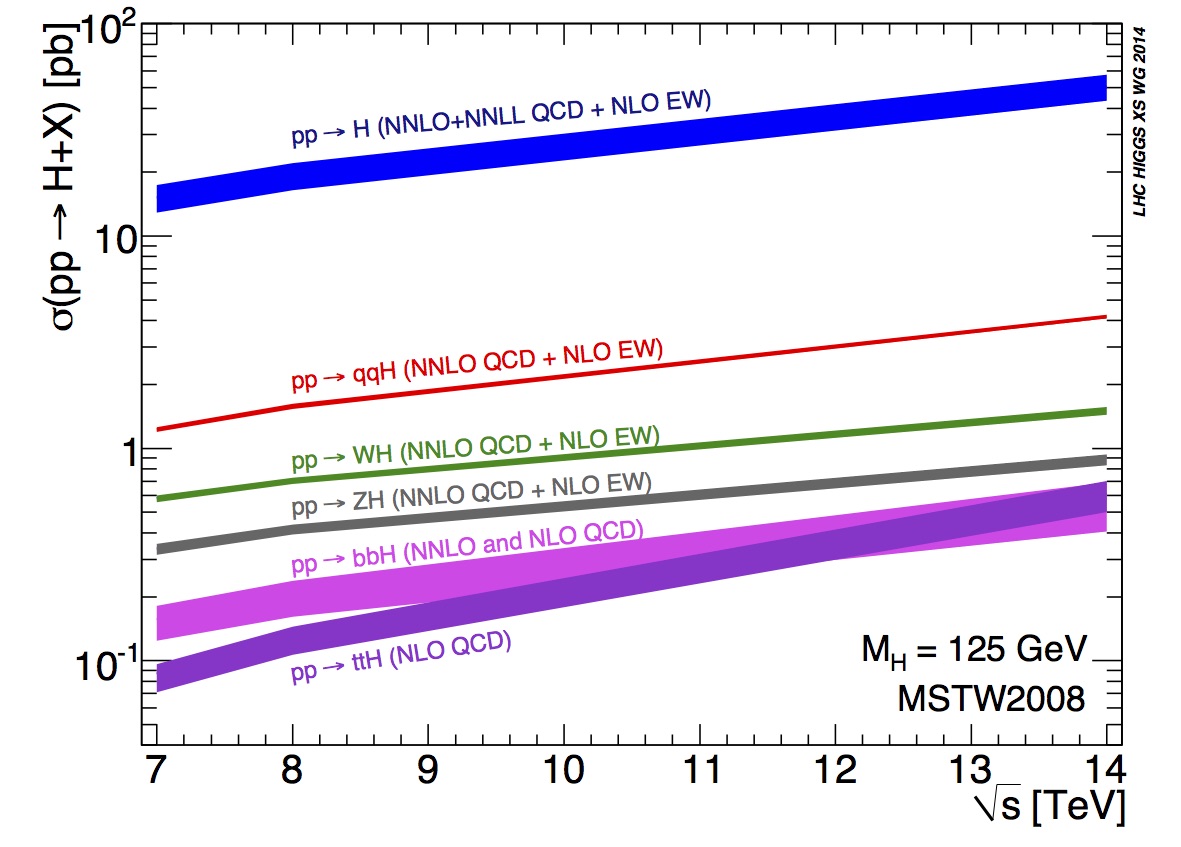 10²
σ(pp → H+X) [pb]
LHC HIGGS XS WG 2014
pp → H (NNLO+NNLL QCD + NLO EW)
10
pp → qqH (NNLO QCD + NLO EW)
1
pp → WH (NNLO QCD + NLO EW)
pp → ZH (NNLO QCD + NLO EW)
pp → bbH (NNLO and NLO QCD)
pp → ttH (NLO QCD)
10⁻¹
M_H = 125 GeV
MSTW2008
7 8 9 10 11 12 13 14
√s [TeV]